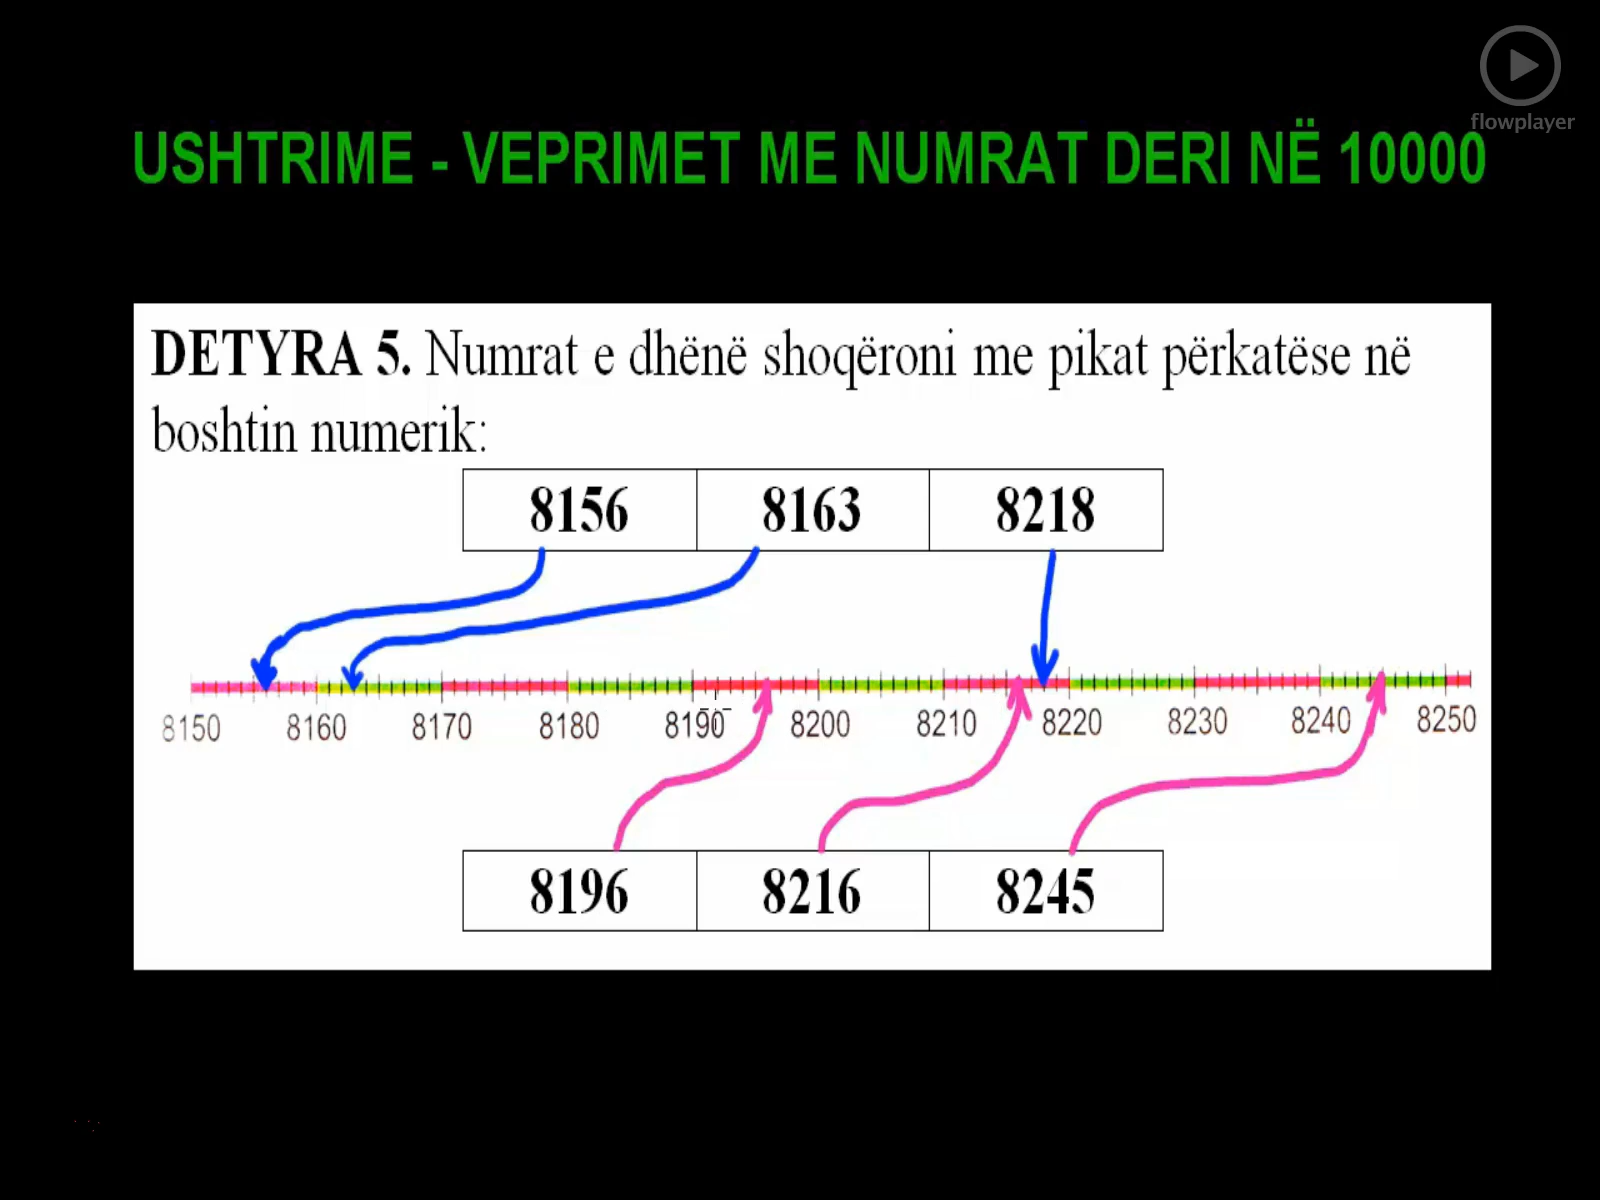 flowplayer
USHTRIME - VEPRIMET ME NUMRAT DERI NË 10000
DETYRA 5. Numrat e dhënë shoqëroni me pikat përkatëse në
boshtin numerik:
8156 8163 8218
8150 8160 8170 8180 8190 8200 8210 8220 8230 8240 8250
8196 8216 8245